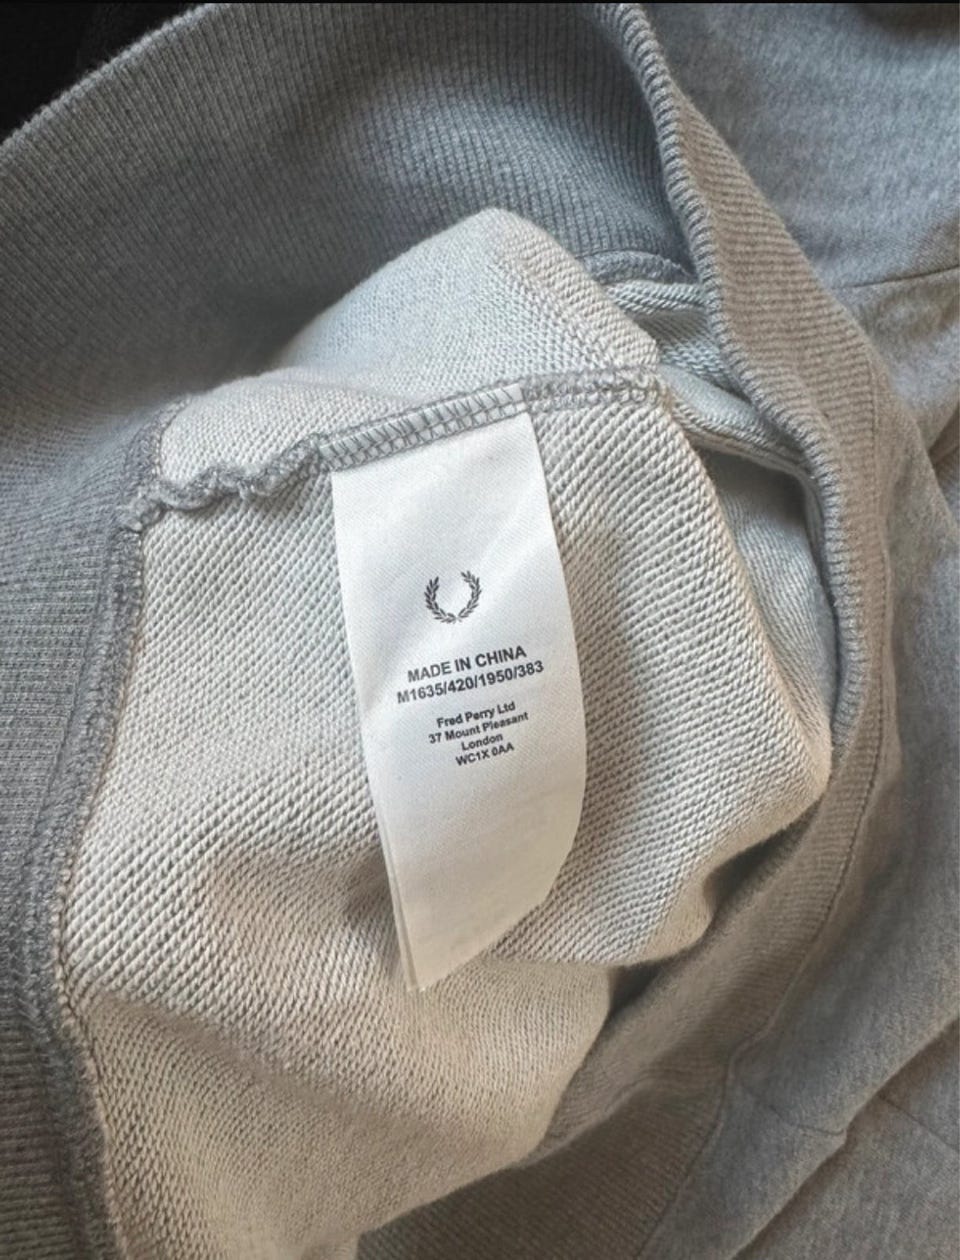 MADE IN CHINA
M1635/420/1950/383
Fred Perry Ltd
37 Mount Pleasant
London
WC1X 0AA